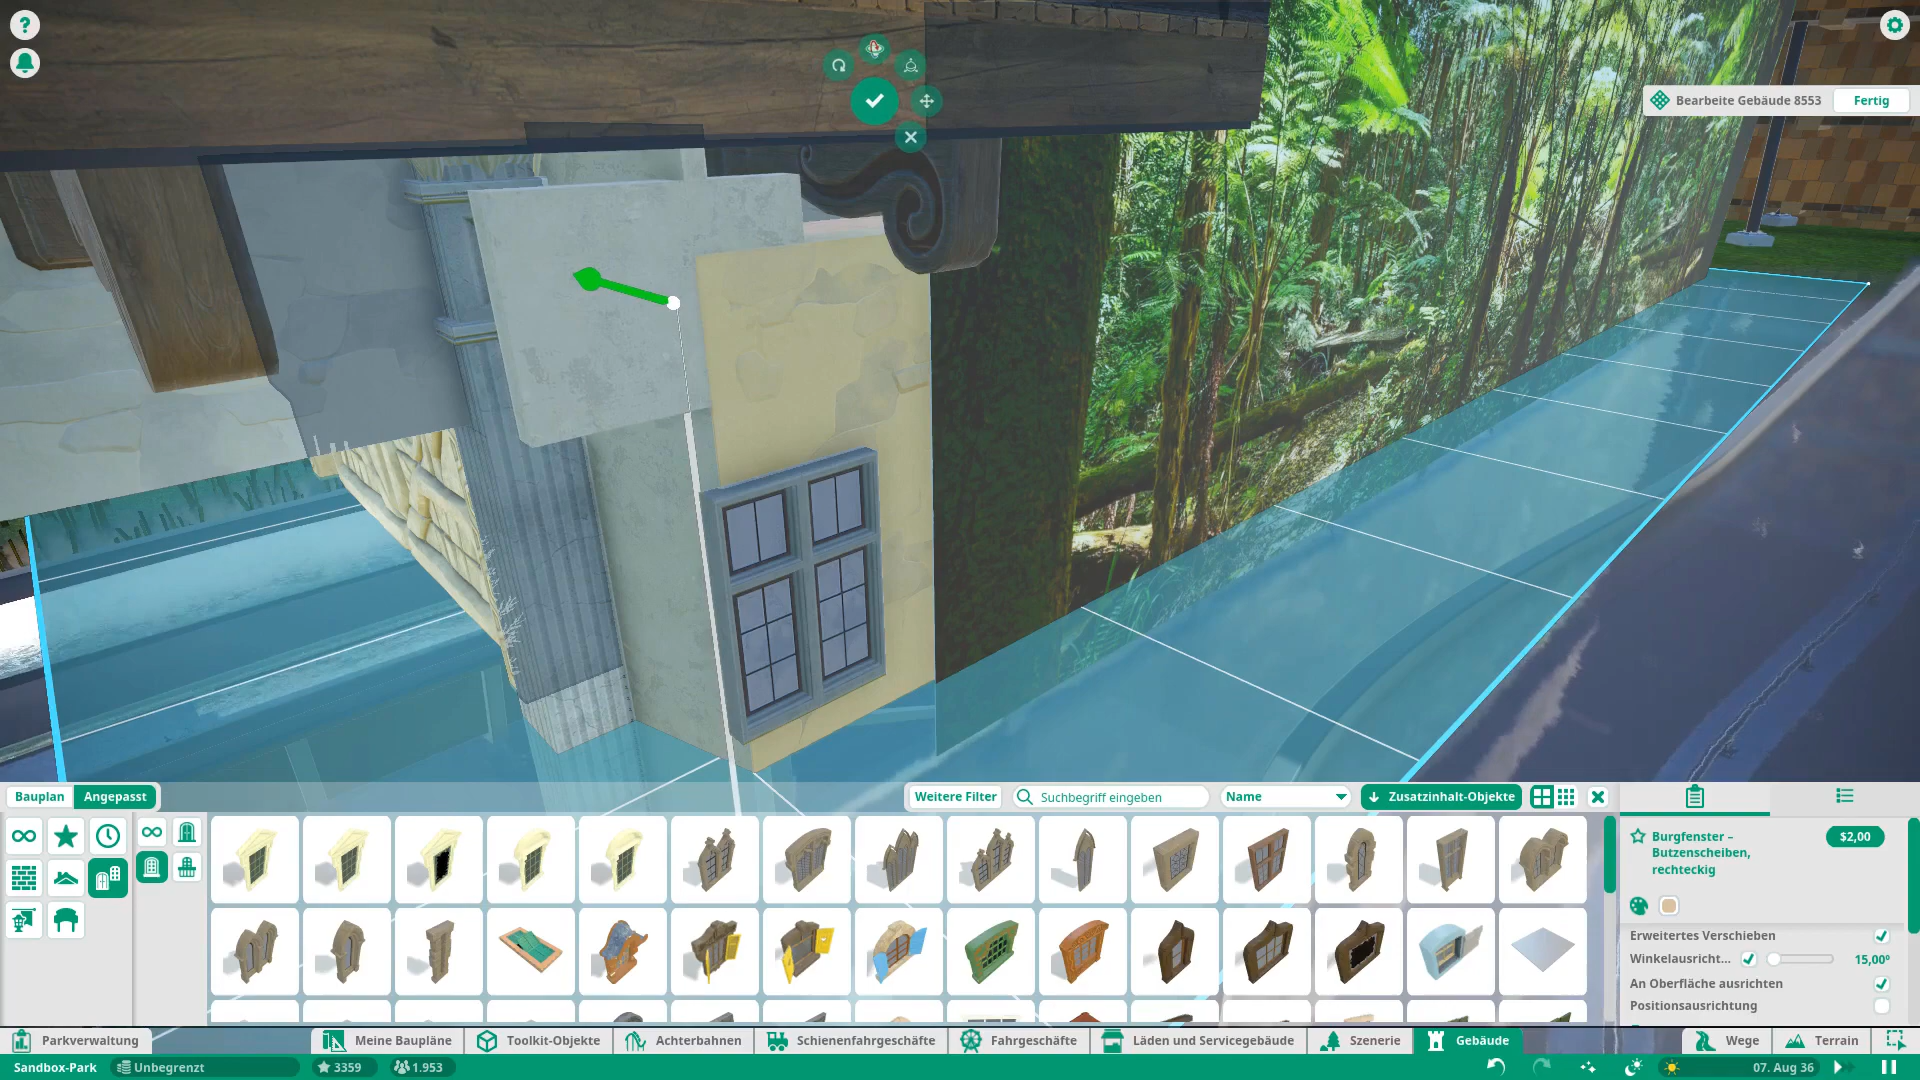 ?
Bearbeite Gebäude 8553
Fertig
Bauplan
Angepasst
Weitere Filter
Suchbegriff eingeben
Name
Zusatzinhalt-Objekte
Burgfenster –
Butzenscheiben,
rechteckig
$2,00
Erweitertes Verschieben
Winkelausricht...
15,00°
An Oberfläche ausrichten
Positionsausrichtung
Parkverwaltung
Meine Baupläne
Toolkit-Objekte
Achterbahnen
Schienenfahrgeschäfte
Fahrgeschäfte
Läden und Servicegebäude
Szenerie
Gebäude
Wege
Terrain
Sandbox-Park
Unbegrenzt
3359
1.953
07. Aug 36